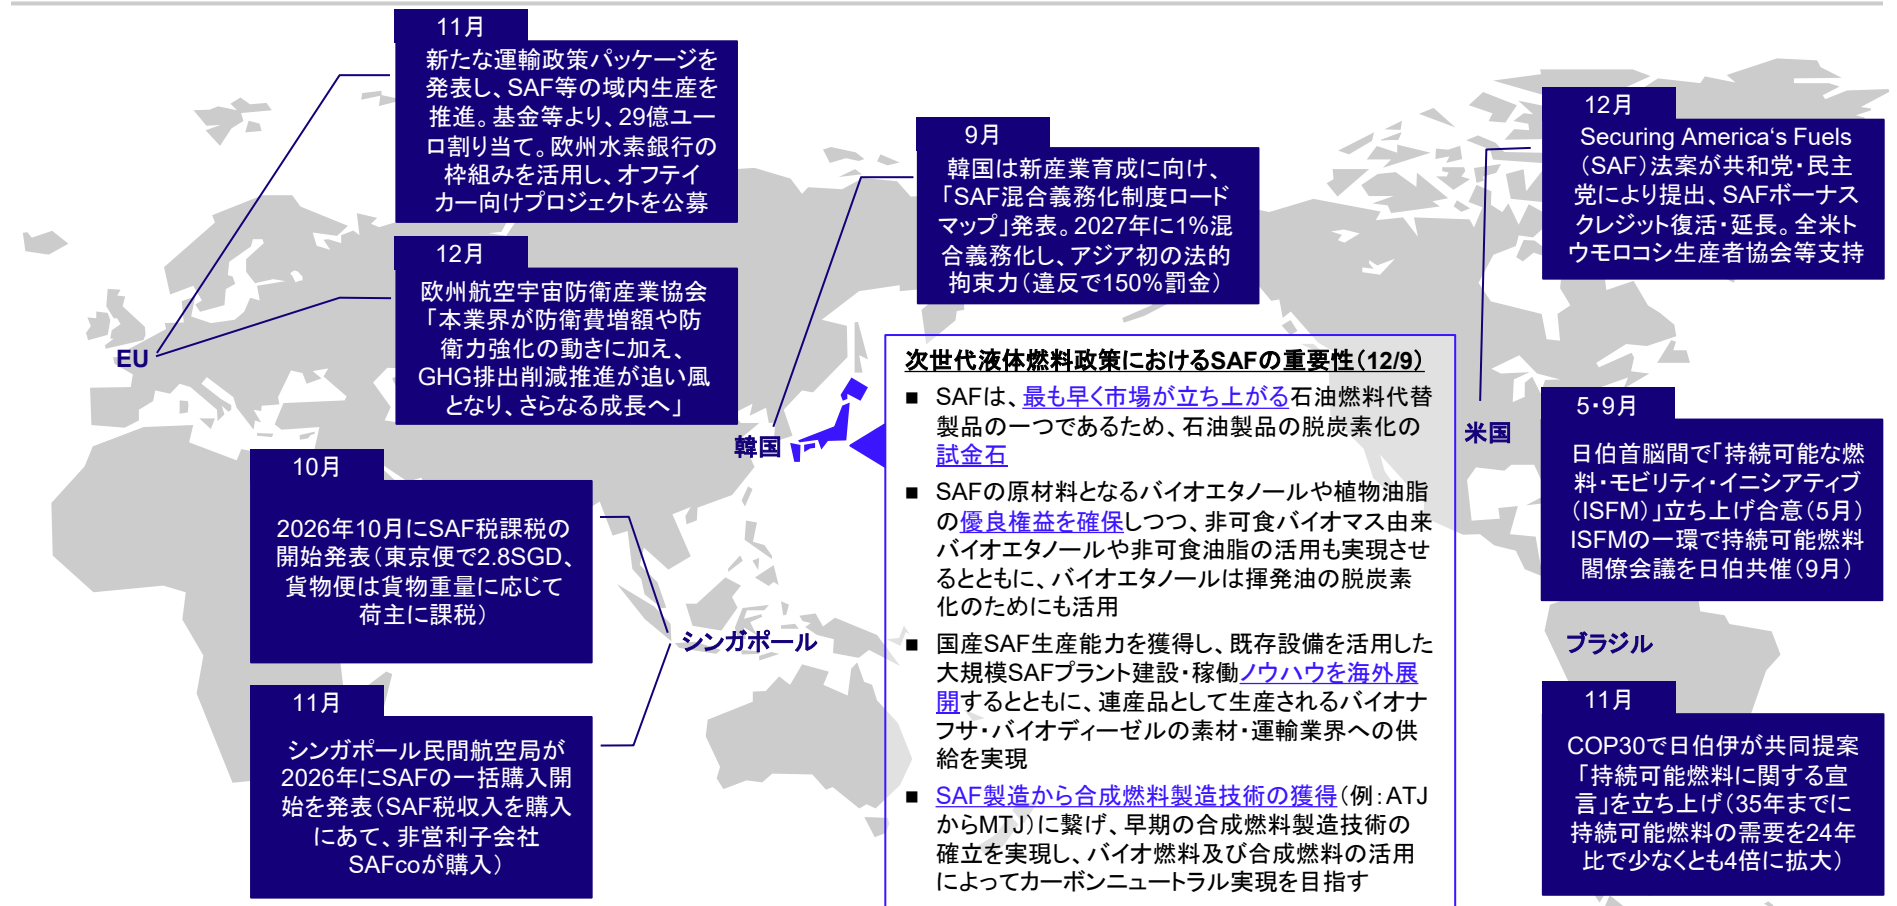 11月
新たな運輸政策パッケージを
発表し、SAF等の域内生産を
推進。基金等より、29億ユー
ロ割り当て。欧州水素銀行の
枠組みを活用し、オフテイ
カー向けプロジェクトを公募
12月
欧州航空宇宙防衛産業協会
「本業界が防衛費増額や防
衛力強化の動きに加え、
GHG排出削減推進が追い風
となり、さらなる成長へ」
EU
10月
2026年10月にSAF税課税の
開始発表（東京便で2.8SGD、
貨物便は貨物重量に応じて
荷主に課税）
11月
シンガポール民間航空局が
2026年にSAFの一括購入開
始を発表（SAF税収入を購入
にあて、非営利子会社
SAFcoが購入）
シンガポール
9月
韓国は新産業育成に向け、
「SAF混合義務化制度ロード
マップ」発表。2027年に1%混
合義務化し、アジア初の法的
拘束力（違反で150%罰金）
韓国
次世代液体燃料政策におけるSAFの重要性（12/9）
■ SAFは、最も早く市場が立ち上がる石油燃料代替
製品の一つであるため、石油製品の脱炭素化の
試金石
■ SAFの原材料となるバイオエタノールや植物油脂
の優良権益を確保しつつ、非可食バイオマス由来
バイオエタノールや非可食油脂の活用も実現させ
るとともに、バイオエタノールは揮発油の脱炭素
化のためにも活用
■ 国産SAF生産能力を獲得し、既存設備を活用した
大規模SAFプラント建設・稼働ノウハウを海外展
開するとともに、連産品として生産されるバイオナ
フサ・バイオディーゼルの素材・運輸業界への供
給を実現
■ SAF製造から合成燃料製造技術の獲得（例：ATJ
からMTJ）に繋げ、早期の合成燃料製造技術の
確立を実現し、バイオ燃料及び合成燃料の活用
によってカーボンニュートラル実現を目指す
12月
Securing America‘s Fuels
（SAF）法案が共和党・民主
党により提出、SAFボーナス
クレジット復活・延長。全米ト
ウモロコシ生産者協会等支持
米国
5・9月
日伯首脳間で「持続可能な燃
料・モビリティ・イニシアティブ
（ISFM）」立ち上げ合意（5月）
ISFMの一環で持続可能燃料
閣僚会議を日伯共催（9月）
ブラジル
11月
COP30で日伯伊が共同提案
「持続可能燃料に関する宣
言」を立ち上げ（35年までに
持続可能燃料の需要を24年
比で少なくとも4倍に拡大）